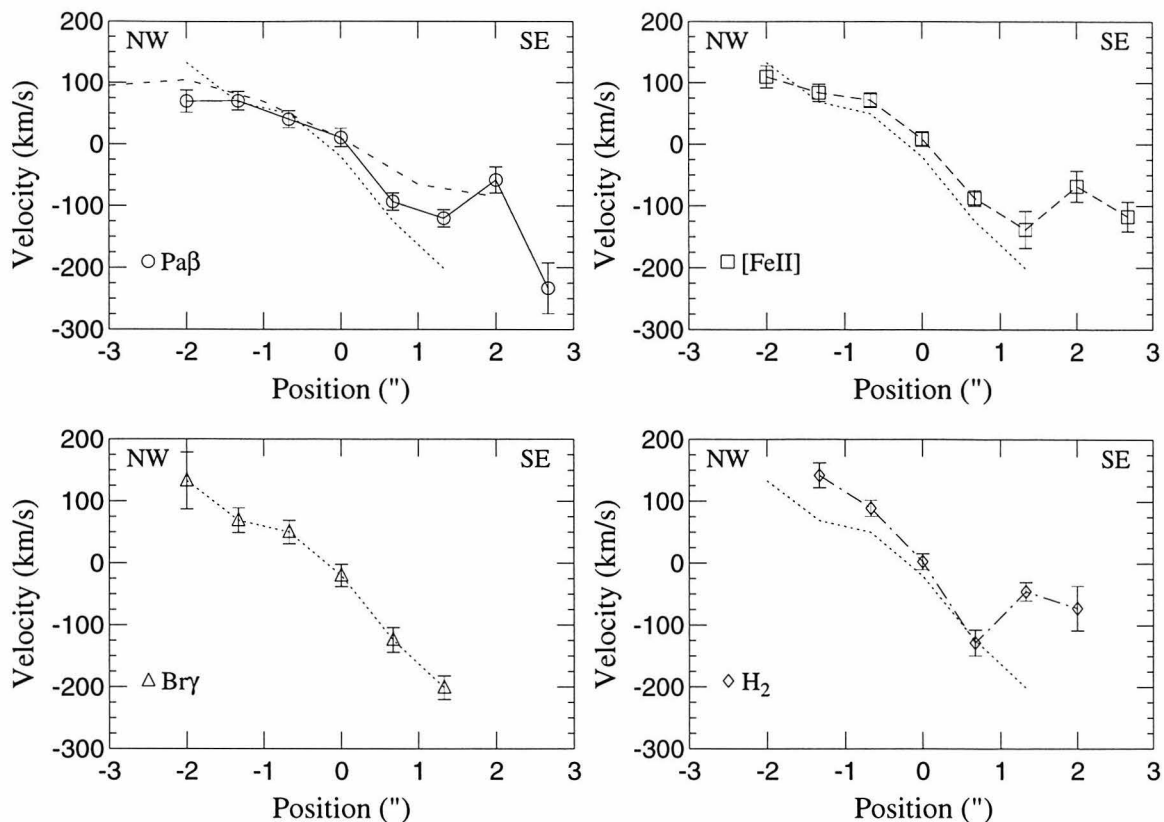 200
100
0
-100
-200
-300
Velocity (km/s)
NW
SE
Paβ
-3 -2 -1 0 1 2 3
Position (")
200
100
0
-100
-200
-300
Velocity (km/s)
NW
SE
[FeII]
-3 -2 -1 0 1 2 3
Position (")
200
100
0
-100
-200
-300
Velocity (km/s)
NW
SE
Brγ
-3 -2 -1 0 1 2 3
Position (")
200
100
0
-100
-200
-300
Velocity (km/s)
NW
SE
H₂
-3 -2 -1 0 1 2 3
Position (")